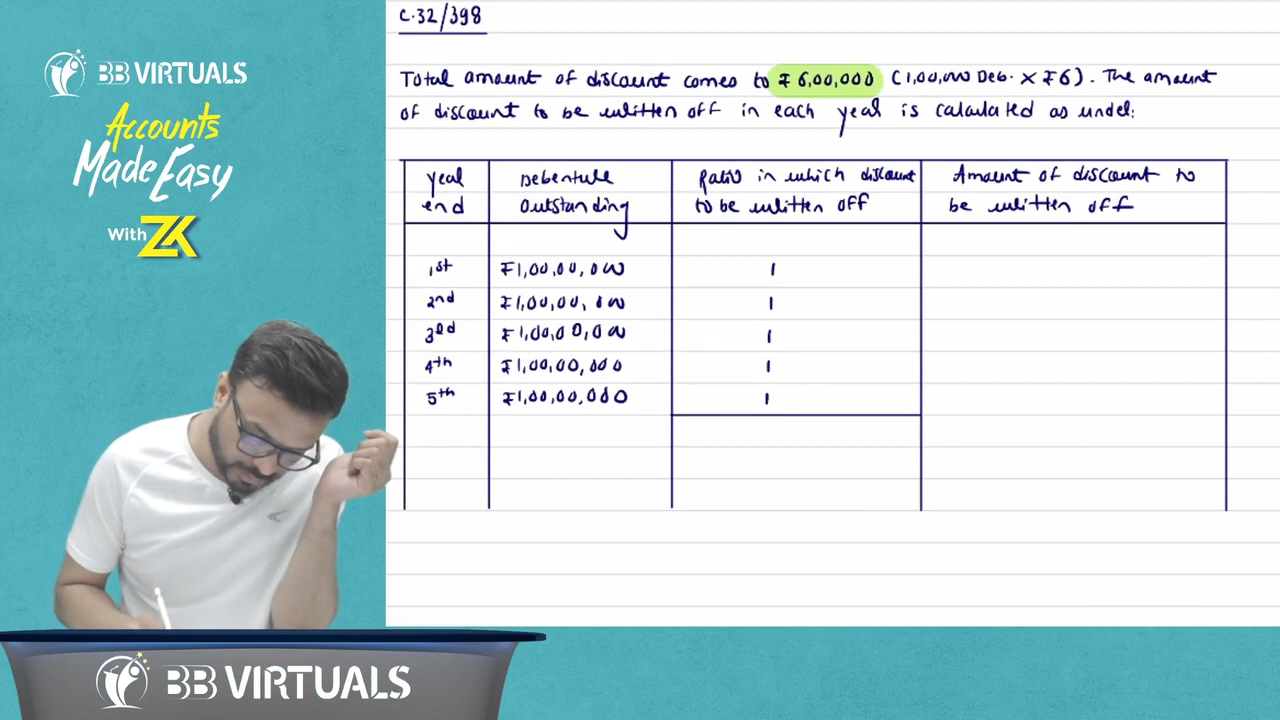 BB VIRTUALS
Accounts
Made Easy
With ZK
C.32/398
Total amount of discount comes to ₹ 6,00,000 (1,00,000 Deb. X ₹6). The amount
of discount to be written off in each year is calculated as under:
year end
Debenture Outstanding
Ratio in which discount to be written off
Amount of discount to be written off
1st ₹1,00,00,000 1
2nd ₹1,00,00,000 1
3rd ₹1,00,00,000 1
4th ₹1,00,00,000 1
5th ₹1,00,00,000 1
BB VIRTUALS